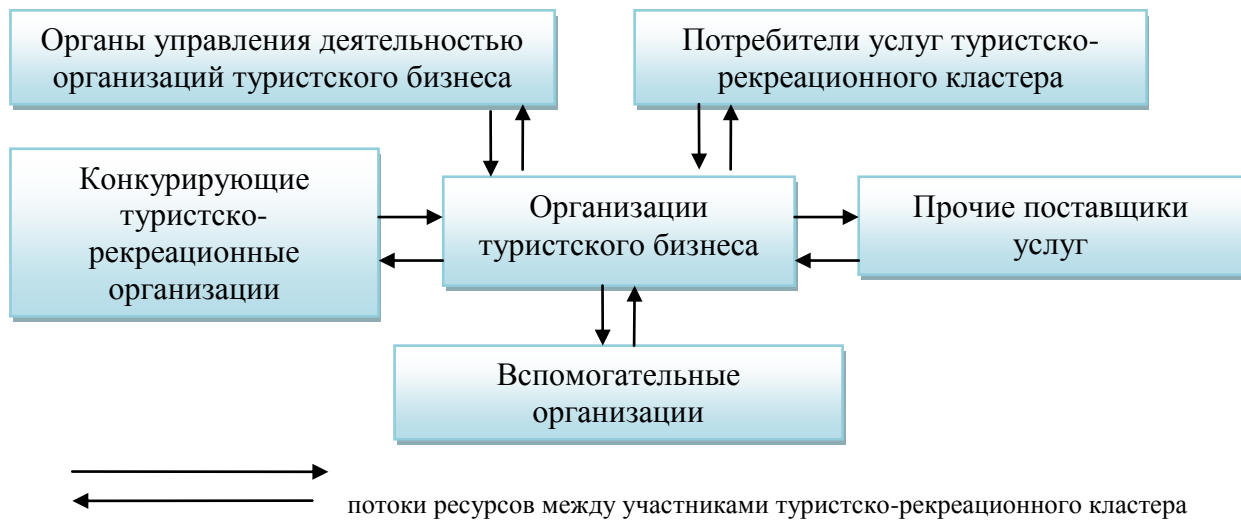 Органы управления деятельностью
организаций туристского бизнеса
Потребители услуг туристско-
рекреационного кластера
Конкурирующие
туристско-
рекреационные
организации
Организации
туристского бизнеса
Прочие поставщики
услуг
Вспомогательные
организации
потоки ресурсов между участниками туристско-рекреационного кластера